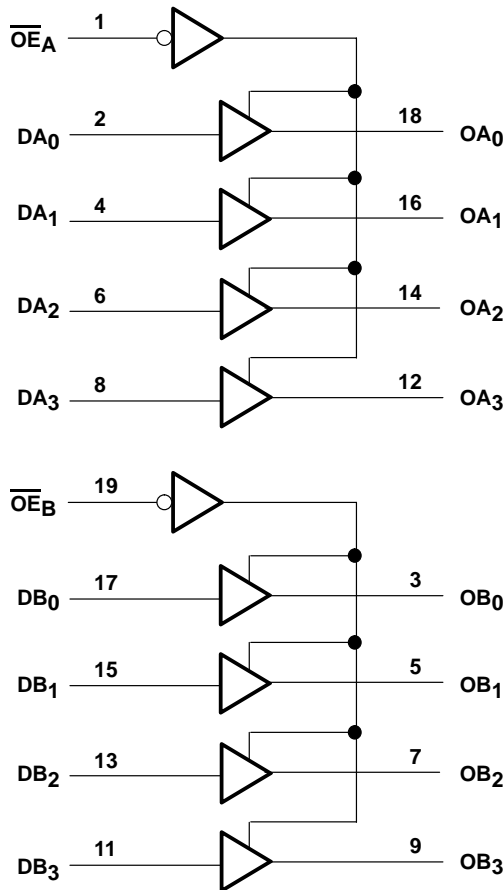 OE_A 1
DA0 2 18 OA0
DA1 4 16 OA1
DA2 6 14 OA2
DA3 8 12 OA3
OE_B 19
DB0 17 3 OB0
DB1 15 5 OB1
DB2 13 7 OB2
DB3 11 9 OB3